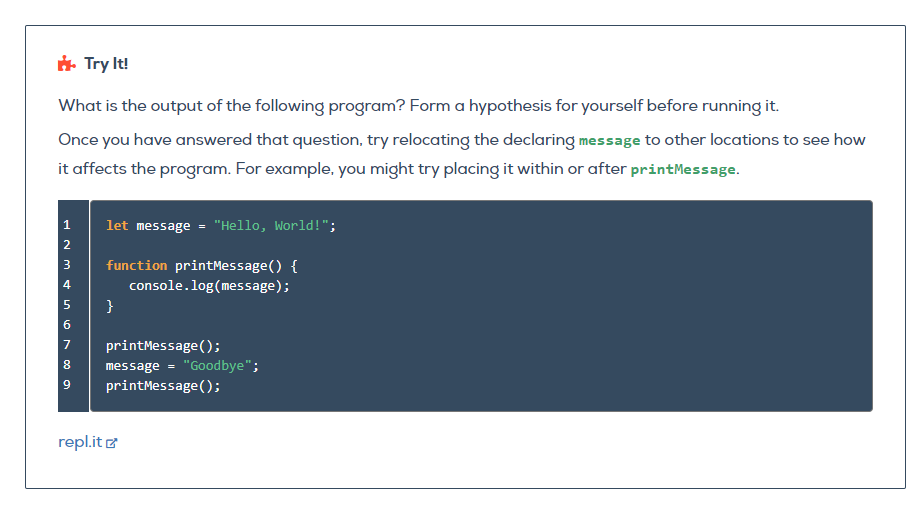 Try It!
What is the output of the following program? Form a hypothesis for yourself before running it.
Once you have answered that question, try relocating the declaring message to other locations to see how
it affects the program. For example, you might try placing it within or after printMessage.
1 let message = "Hello, World!";
2
3 function printMessage() {
4    console.log(message);
5 }
6
7 printMessage();
8 message = "Goodbye";
9 printMessage();
repl.it